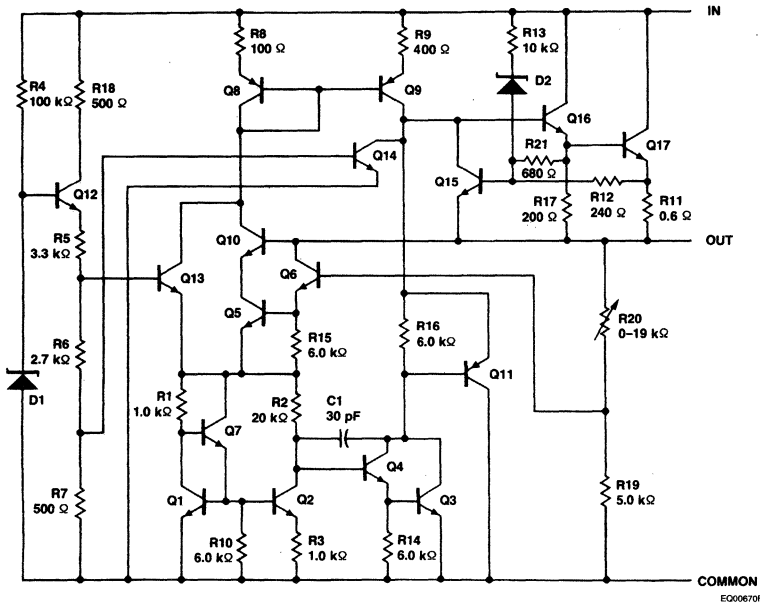 IN
R8
100 Ω
R9
400 Ω
R13
10 kΩ
R4
100 kΩ
R18
500 Ω
Q8
Q9
D2
Q16
Q14
R21
680 Ω
Q17
Q12
Q15
R17
200 Ω
R12
240 Ω
R11
0.6 Ω
R5
3.3 kΩ
Q10
OUT
Q13
Q6
Q5
R20
0–19 kΩ
R15
6.0 kΩ
R16
6.0 kΩ
R6
2.7 kΩ
Q11
D1
R1
1.0 kΩ
R2
20 kΩ
C1
30 pF
Q7
Q4
R7
500 Ω
Q1
Q2
Q3
R19
5.0 kΩ
R10
6.0 kΩ
R3
1.0 kΩ
R14
6.0 kΩ
COMMON